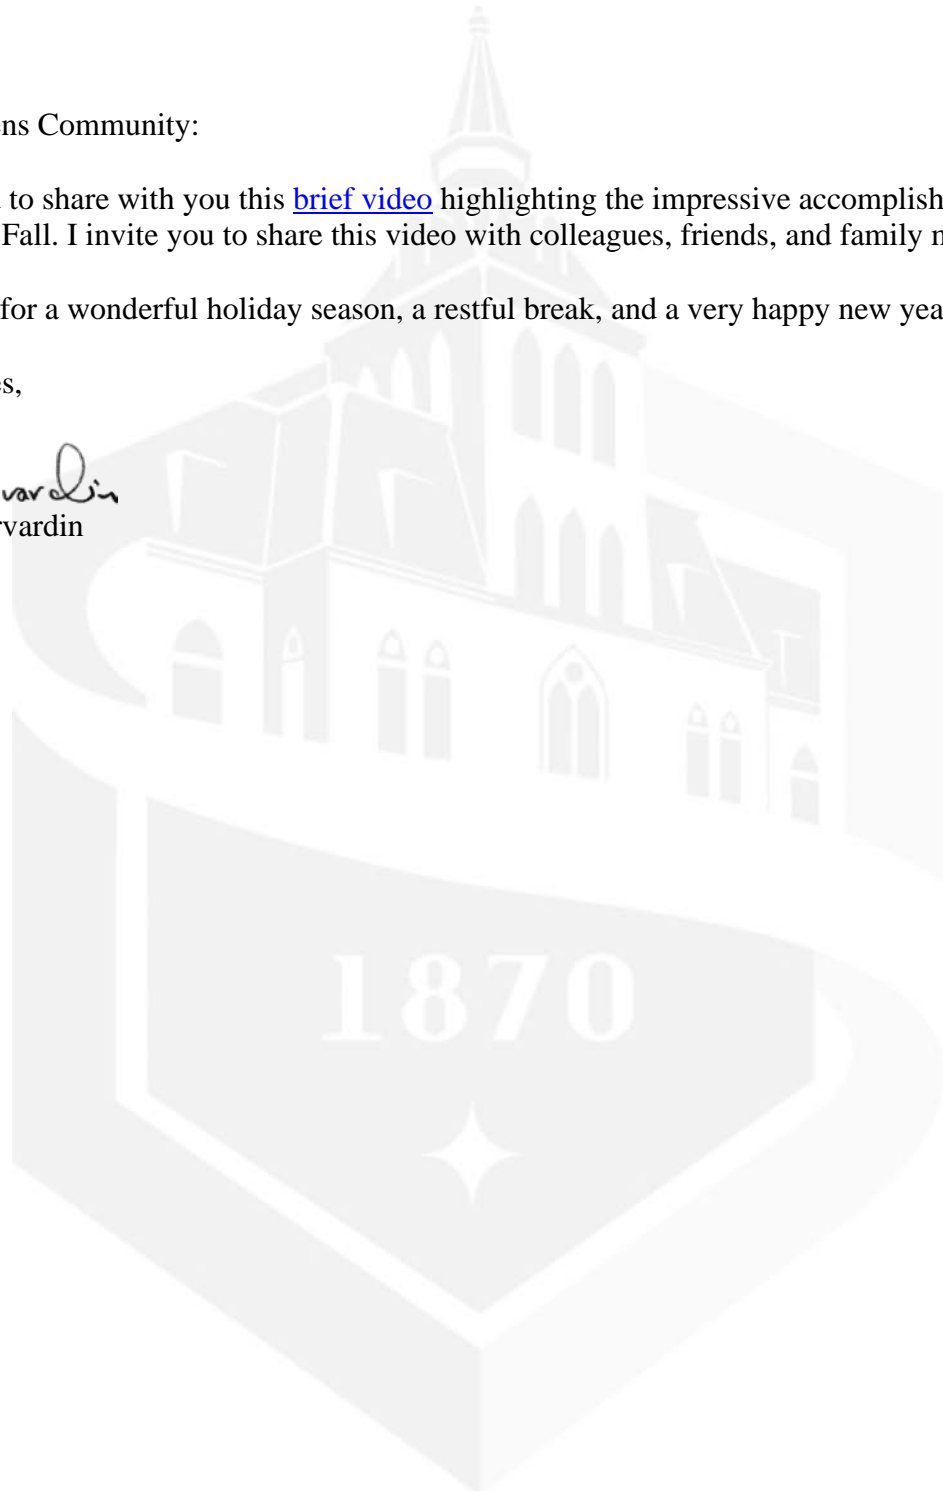 ns Community:
to share with you this brief video highlighting the impressive accomplish
Fall. I invite you to share this video with colleagues, friends, and family
for a wonderful holiday season, a restful break, and a very happy new yea
es,
vardin
vardin
1870